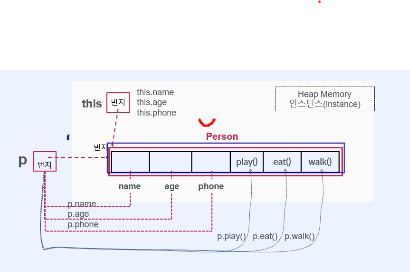 this
번지
this.name
this.age
this.phone
Heap Memory
인스턴스(Instance)
Person
번지
p
번지
play()
eat()
walk()
name
age
phone
p.name
p.age
p.phone
p.play()
p.eat()
p.walk()